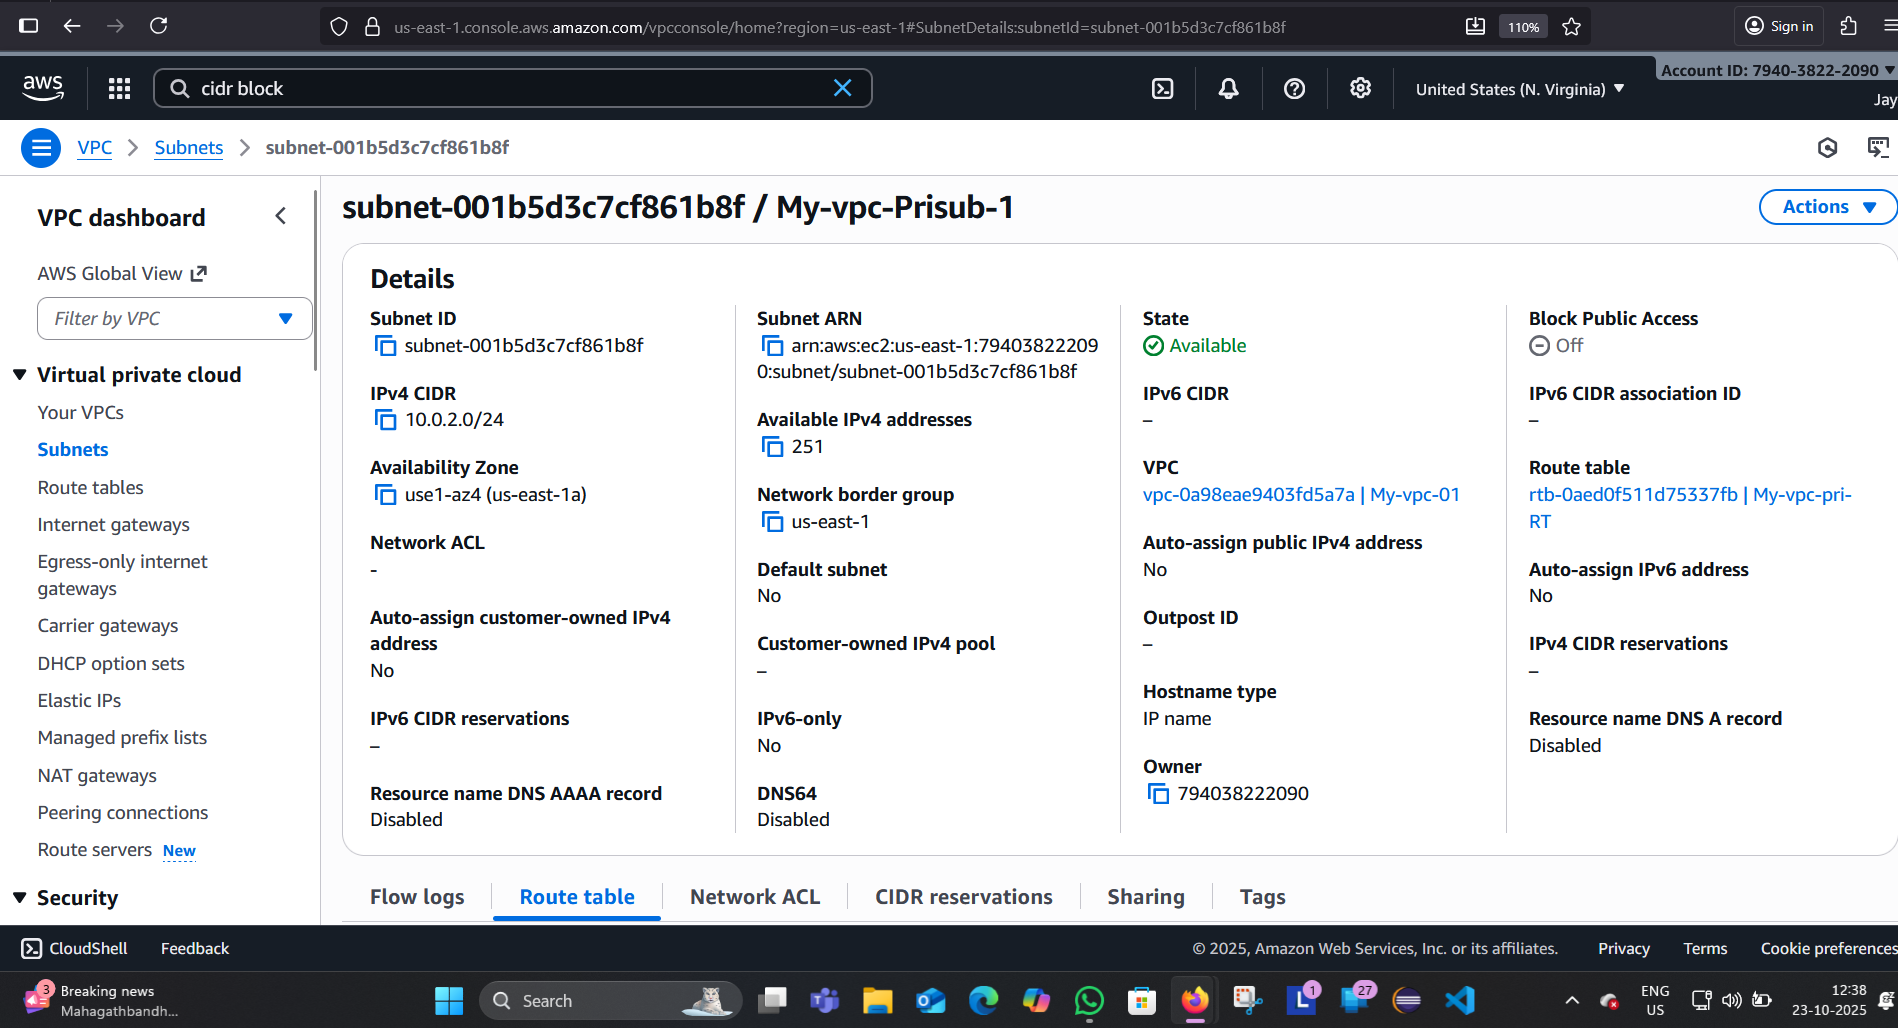 us-east-1.console.aws.amazon.com/vpcconsole/home?region=us-east-1#SubnetDetails:subnetId=subnet-001b5d3c7cf861b8f
110%
Sign in
aws
cidr block
United States (N. Virginia)
Account ID: 7940-3822-2090
Jay
VPC
Subnets
subnet-001b5d3c7cf861b8f
VPC dashboard
AWS Global View
Filter by VPC
Virtual private cloud
Your VPCs
Subnets
Route tables
Internet gateways
Egress-only internet
gateways
Carrier gateways
DHCP option sets
Elastic IPs
Managed prefix lists
NAT gateways
Peering connections
Route servers New
Security
subnet-001b5d3c7cf861b8f / My-vpc-Prisub-1
Actions
Details
Subnet ID
subnet-001b5d3c7cf861b8f
IPv4 CIDR
10.0.2.0/24
Availability Zone
use1-az4 (us-east-1a)
Network ACL
-
Auto-assign customer-owned IPv4
address
No
IPv6 CIDR reservations
–
Resource name DNS AAAA record
Disabled
Subnet ARN
arn:aws:ec2:us-east-1:79403822209
0:subnet/subnet-001b5d3c7cf861b8f
Available IPv4 addresses
251
Network border group
us-east-1
Default subnet
No
Customer-owned IPv4 pool
–
IPv6-only
No
DNS64
Disabled
State
Available
IPv6 CIDR
–
VPC
vpc-0a98eae9403fd5a7a | My-vpc-01
Auto-assign public IPv4 address
No
Outpost ID
–
Hostname type
IP name
Owner
794038222090
Block Public Access
Off
IPv6 CIDR association ID
–
Route table
rtb-0aed0f511d75337fb | My-vpc-pri-
RT
Auto-assign IPv6 address
No
IPv4 CIDR reservations
–
Resource name DNS A record
Disabled
Flow logs
Route table
Network ACL
CIDR reservations
Sharing
Tags
CloudShell
Feedback
© 2025, Amazon Web Services, Inc. or its affiliates.
Privacy
Terms
Cookie preferences
3
Breaking news
Mahagathbandh...
Search
L
1
27
ENG
US
12:38
23-10-2025